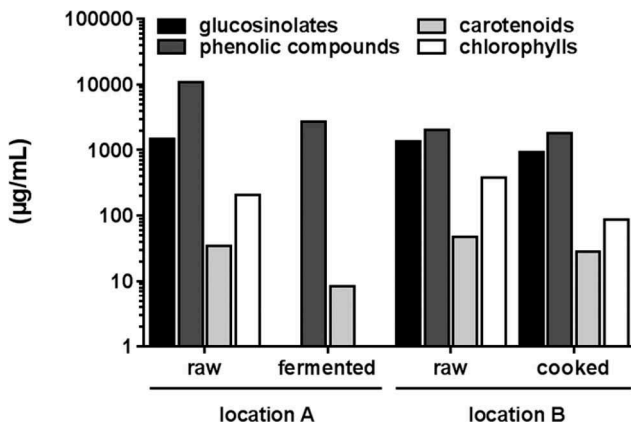 glucosinolates
phenolic compounds
carotenoids
chlorophylls
(µg/mL)
100000
10000
1000
100
10
1
raw fermented raw cooked
location A location B